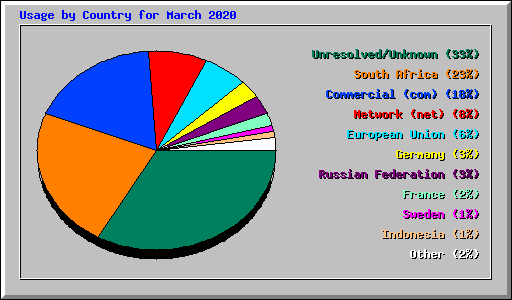 Usage by Country for March 2020
Unresolved/Unknown (33%)
South Africa (23%)
Commercial (com) (18%)
Network (net) (8%)
European Union (6%)
Germany (3%)
Russian Federation (3%)
France (2%)
Sweden (1%)
Indonesia (1%)
Other (2%)